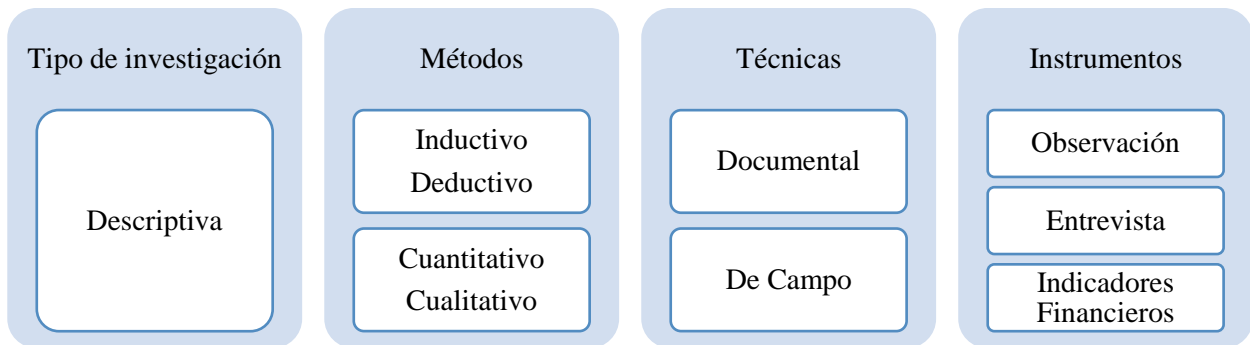 Tipo de investigación
Descriptiva
Métodos
Inductivo
Deductivo
Cuantitativo
Cualitativo
Técnicas
Documental
De Campo
Instrumentos
Observación
Entrevista
Indicadores
Financieros